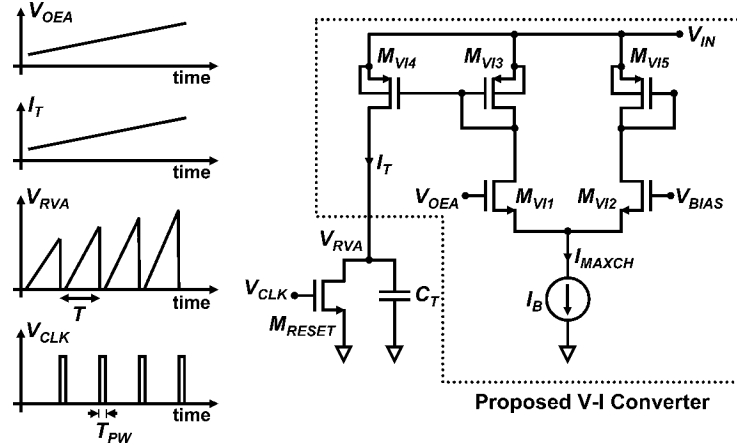 V_OEA
time
I_T
time
V_RVA
T
time
V_CLK
time
T_PW
V_IN
M_VI4
M_VI3
M_VI5
I_T
V_OEA
M_VI1
M_VI2
V_BIAS
V_RVA
I_MAXCH
V_CLK
C_T
I_B
M_RESET
Proposed V-I Converter